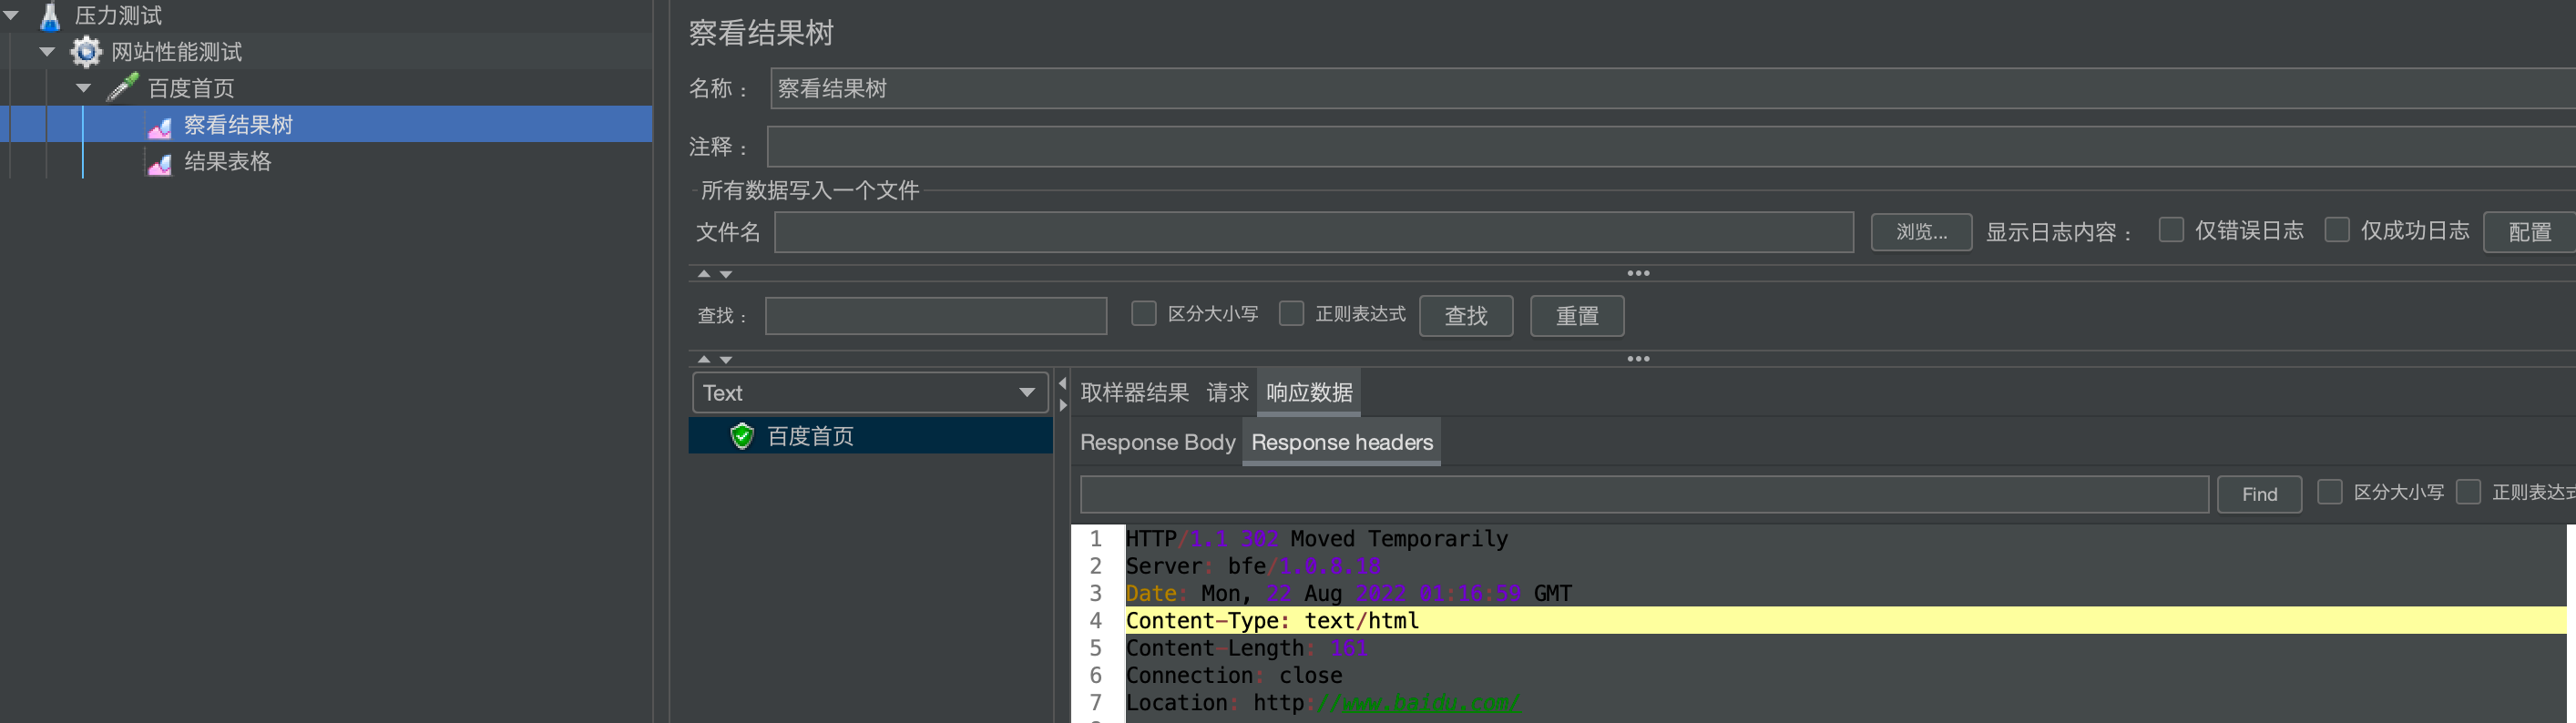 压力测试
网站性能测试
百度首页
察看结果树
结果表格
察看结果树
名称： 察看结果树
注释：
所有数据写入一个文件
文件名 浏览... 显示日志内容： 仅错误日志 仅成功日志 配置
查找： 区分大小写 正则表达式 查找 重置
Text
百度首页
取样器结果 请求 响应数据
Response Body Response headers
Find 区分大小写 正则表达式
1 HTTP/1.1 302 Moved Temporarily
2 Server: bfe/1.0.8.18
3 Date: Mon, 22 Aug 2022 01:16:59 GMT
4 Content-Type: text/html
5 Content-Length: 161
6 Connection: close
7 Location: http://www.baidu.com/